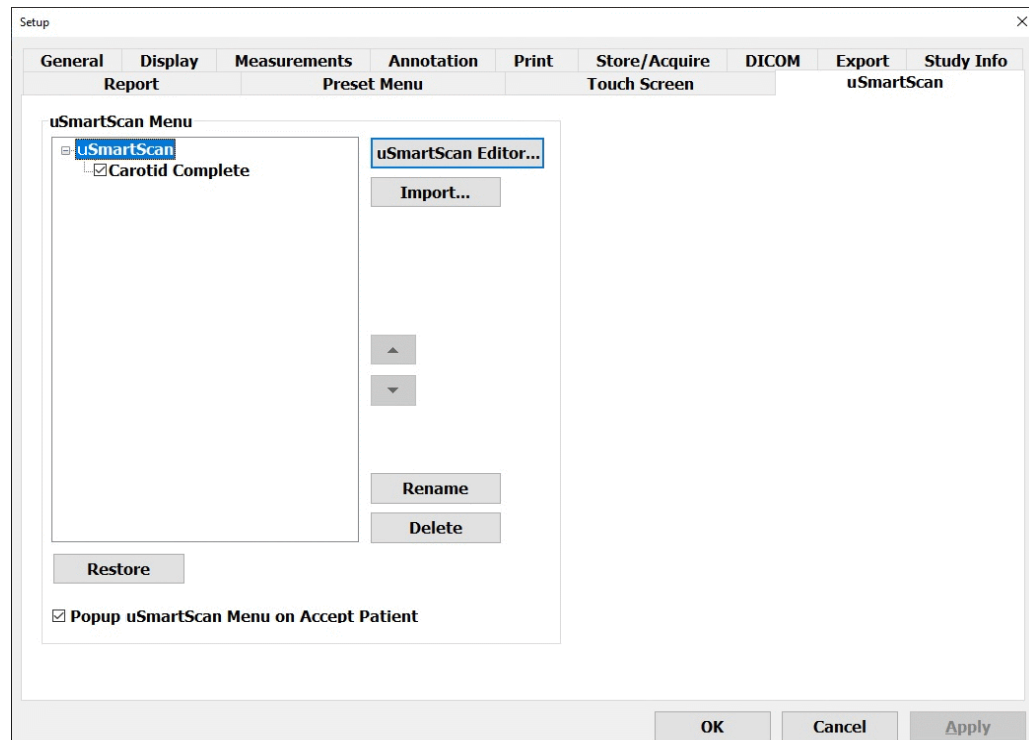 Setup
General Display Measurements Annotation Print Store/Acquire DICOM Export Study Info
Report Preset Menu Touch Screen uSmartScan
uSmartScan Menu
uSmartScan
Carotid Complete
uSmartScan Editor...
Import...
Rename
Delete
Restore
Popup uSmartScan Menu on Accept Patient
OK Cancel Apply